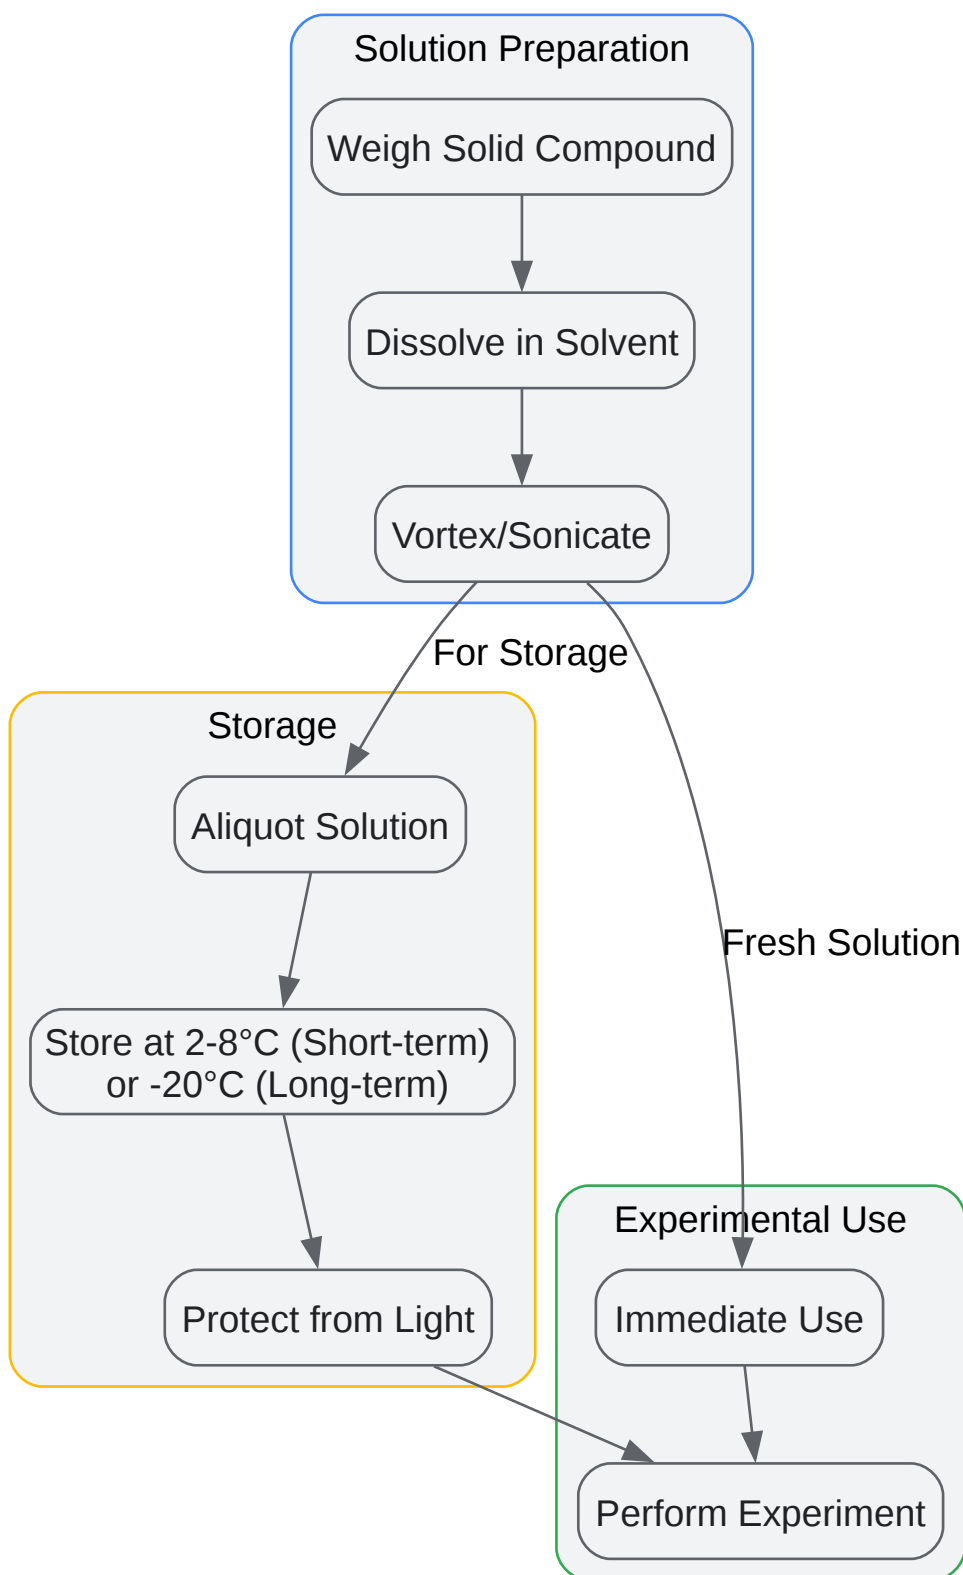 Solution Preparation
Weigh Solid Compound
Dissolve in Solvent
Vortex/Sonicate
For Storage
Storage
Aliquot Solution
Fresh Solution
Store at 2-8°C (Short-term)
or -20°C (Long-term)
Experimental Use
Protect from Light
Immediate Use
Perform Experiment